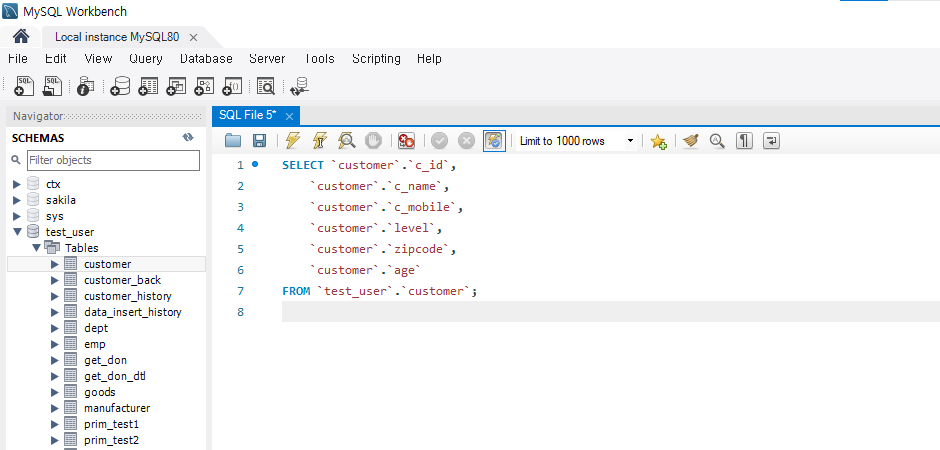 MySQL Workbench
Local instance MySQL80 ×
File Edit View Query Database Server Tools Scripting Help
Navigator
SCHEMAS
Filter objects
ctx
sakila
sys
test_user
Tables
customer
customer_back
customer_history
data_insert_history
dept
emp
get_don
get_don_dtl
goods
manufacturer
prim_test1
prim_test2
SQL File 5* ×
Limit to 1000 rows
1 SELECT `customer`.`c_id`,
2 `customer`.`c_name`,
3 `customer`.`c_mobile`,
4 `customer`.`level`,
5 `customer`.`zipcode`,
6 `customer`.`age`
7 FROM `test_user`.`customer`;
8